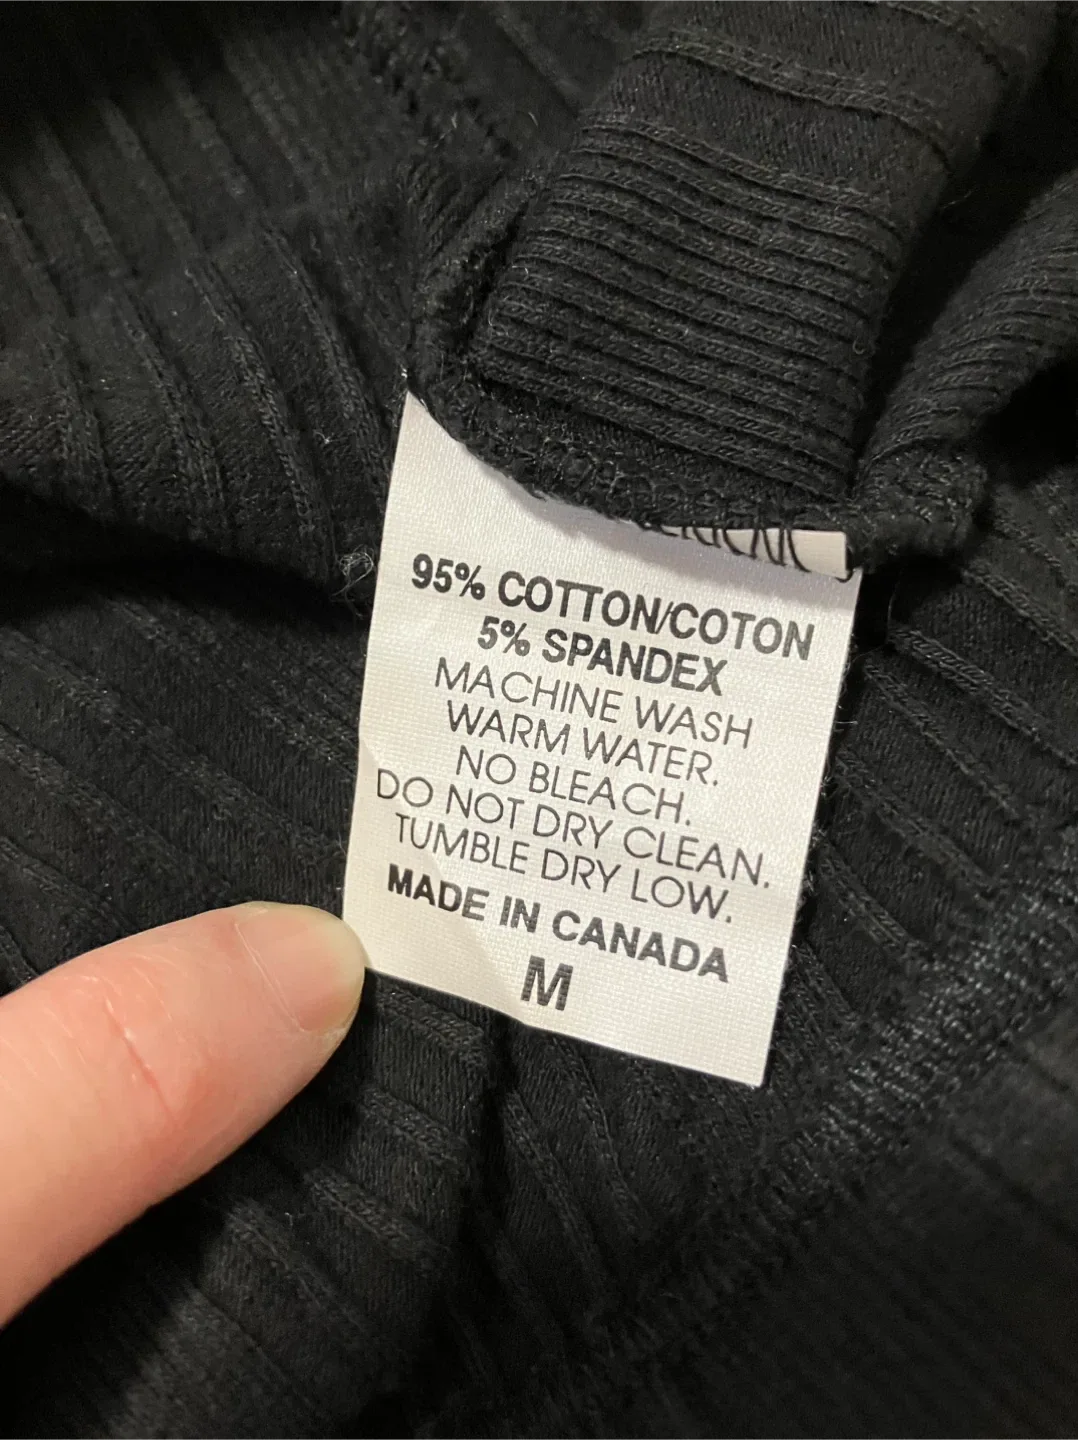 95% COTTON/COTON
5% SPANDEX
MACHINE WASH
WARM WATER.
NO BLEACH.
DO NOT DRY CLEAN.
TUMBLE DRY LOW.
MADE IN CANADA
M